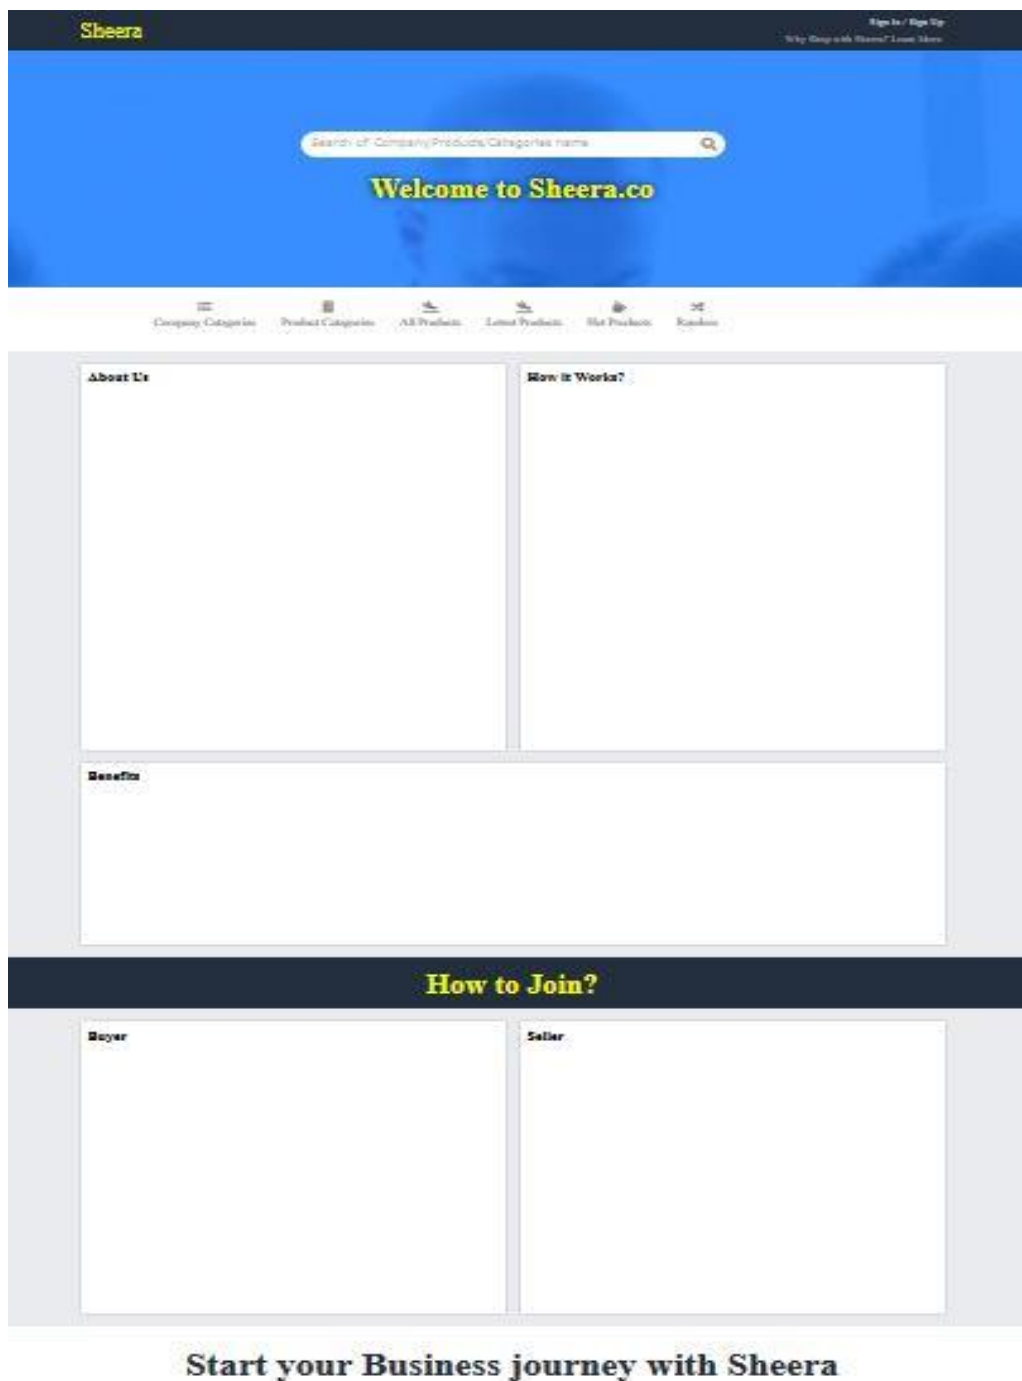 Sheera
Sign In / Sign Up
Why Shop with Sheera? Learn More
Search of Company/Products/Categories name
Welcome to Sheera.co
Company Categories
Product Categories
All Products
Latest Products
Hot Products
Random
About Us
How it Works?
Benefits
How to Join?
Buyer
Seller
Start your Business journey with Sheera